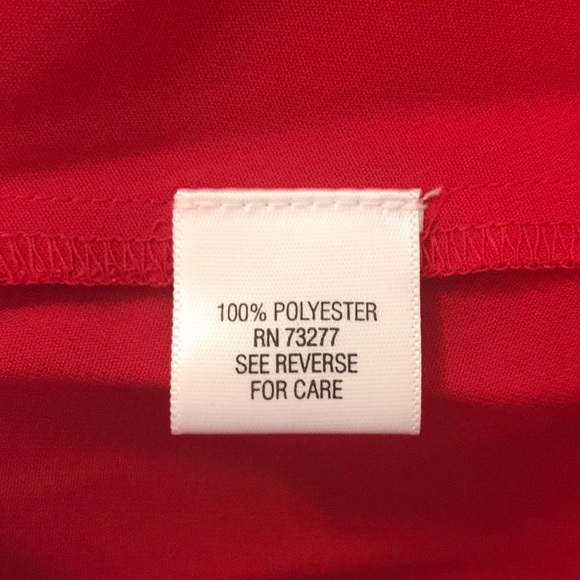 100% POLYESTER
RN 73277
SEE REVERSE
FOR CARE